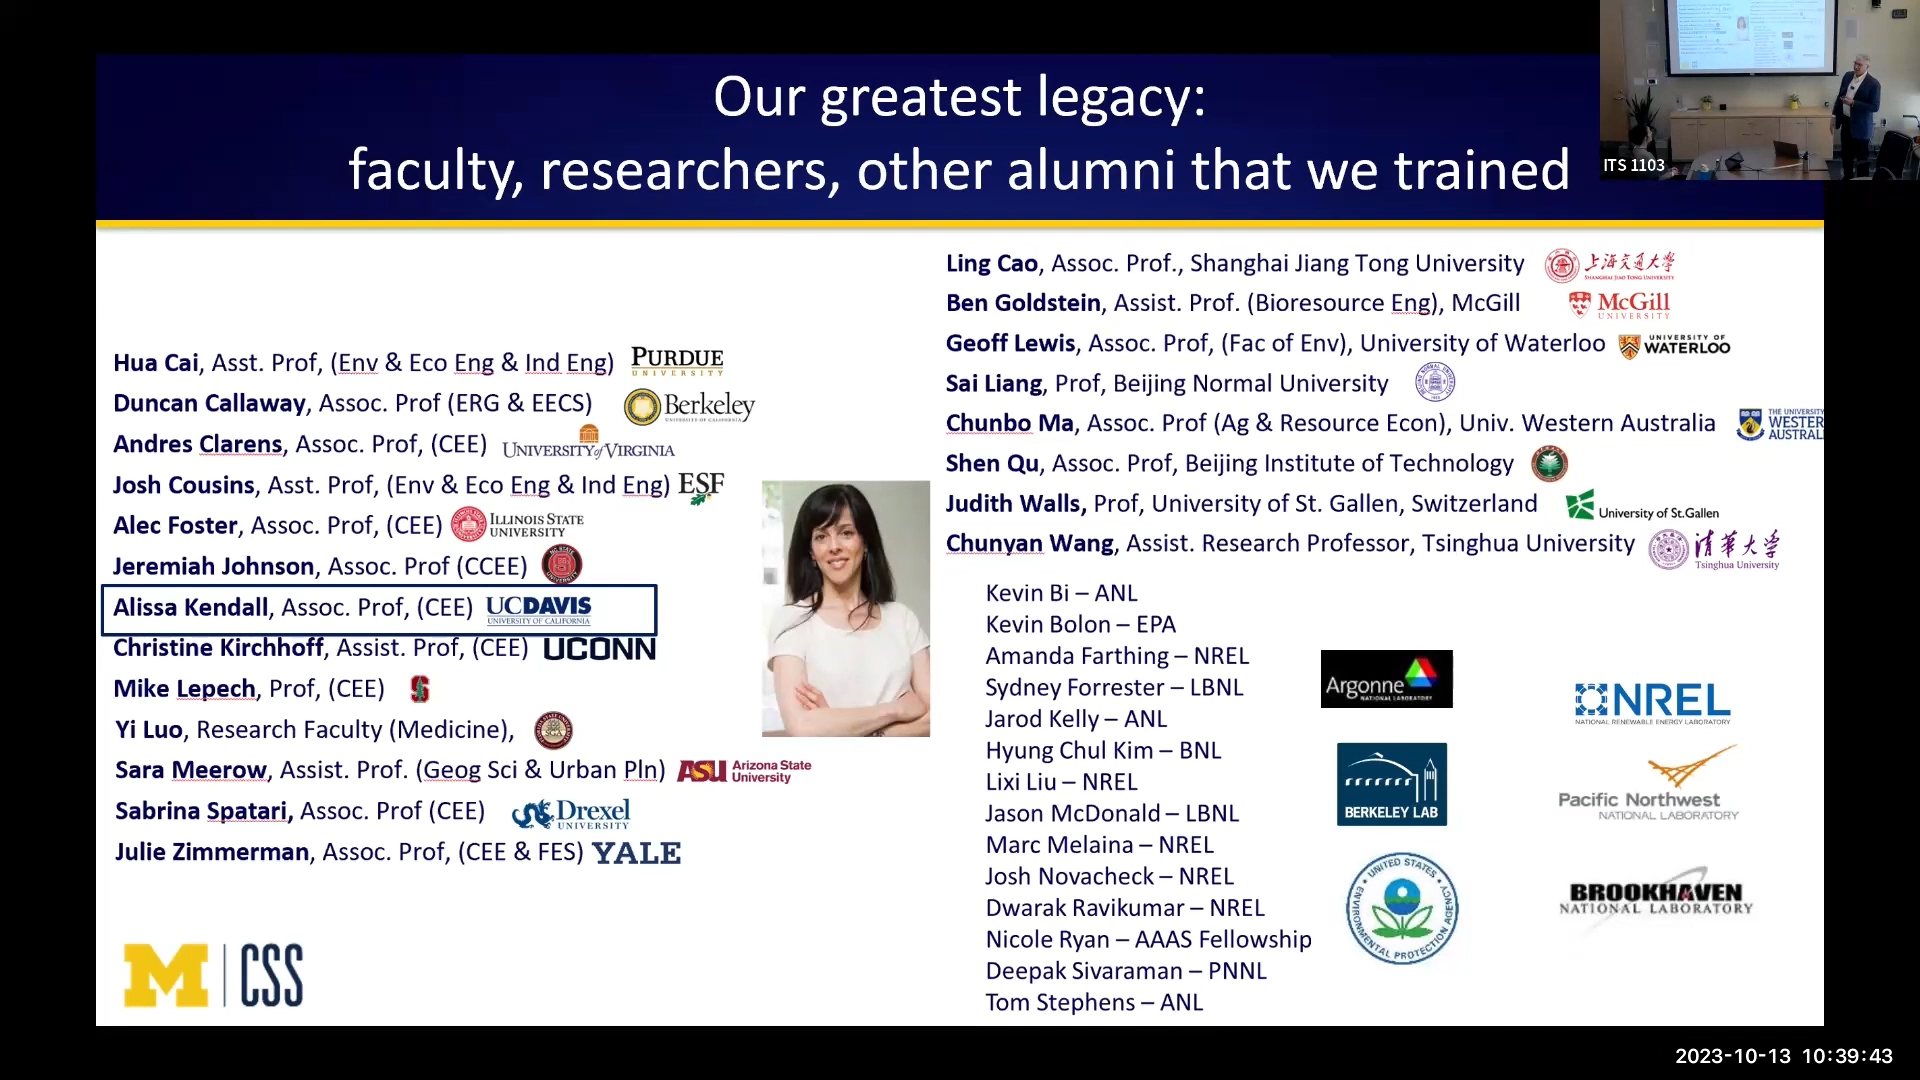 Our greatest legacy:
faculty, researchers, other alumni that we trained
ITS 1103
Hua Cai, Asst. Prof, (Env & Eco Eng & Ind Eng)
PURDUE
UNIVERSITY
Duncan Callaway, Assoc. Prof (ERG & EECS)
Berkeley
UNIVERSITY OF CALIFORNIA
Andres Clarens, Assoc. Prof, (CEE)
UNIVERSITY of VIRGINIA
Josh Cousins, Asst. Prof, (Env & Eco Eng & Ind Eng)
ESF
Alec Foster, Assoc. Prof, (CEE)
ILLINOIS STATE
UNIVERSITY
Jeremiah Johnson, Assoc. Prof (CCEE)
Alissa Kendall, Assoc. Prof, (CEE)
UCDAVIS
UNIVERSITY OF CALIFORNIA
Christine Kirchhoff, Assist. Prof, (CEE)
UCONN
Mike Lepech, Prof, (CEE)
Yi Luo, Research Faculty (Medicine),
Sara Meerow, Assist. Prof. (Geog Sci & Urban Pln)
ASU Arizona State
University
Sabrina Spatari, Assoc. Prof (CEE)
Drexel
UNIVERSITY
Julie Zimmerman, Assoc. Prof, (CEE & FES)
YALE
M CSS
Ling Cao, Assoc. Prof., Shanghai Jiang Tong University
上海交通大学
SHANGHAI JIAO TONG UNIVERSITY
Ben Goldstein, Assist. Prof. (Bioresource Eng), McGill
McGill
UNIVERSITY
Geoff Lewis, Assoc. Prof, (Fac of Env), University of Waterloo
UNIVERSITY OF
WATERLOO
Sai Liang, Prof, Beijing Normal University
Chunbo Ma, Assoc. Prof (Ag & Resource Econ), Univ. Western Australia
THE UNIVERSITY
WESTER
AUSTRAL
Shen Qu, Assoc. Prof, Beijing Institute of Technology
Judith Walls, Prof, University of St. Gallen, Switzerland
University of St.Gallen
Chunyan Wang, Assist. Research Professor, Tsinghua University
清華大学
Tsinghua University
Kevin Bi – ANL
Kevin Bolon – EPA
Amanda Farthing – NREL
Sydney Forrester – LBNL
Jarod Kelly – ANL
Hyung Chul Kim – BNL
Lixi Liu – NREL
Jason McDonald – LBNL
Marc Melaina – NREL
Josh Novacheck – NREL
Dwarak Ravikumar – NREL
Nicole Ryan – AAAS Fellowship
Deepak Sivaraman – PNNL
Tom Stephens – ANL
Argonne
NATIONAL LABORATORY
NREL
NATIONAL RENEWABLE ENERGY LABORATORY
BERKELEY LAB
Pacific Northwest
NATIONAL LABORATORY
UNITED STATES
ENVIRONMENTAL PROTECTION AGENCY
BROOKHAVEN
NATIONAL LABORATORY
2023-10-13 10:39:43